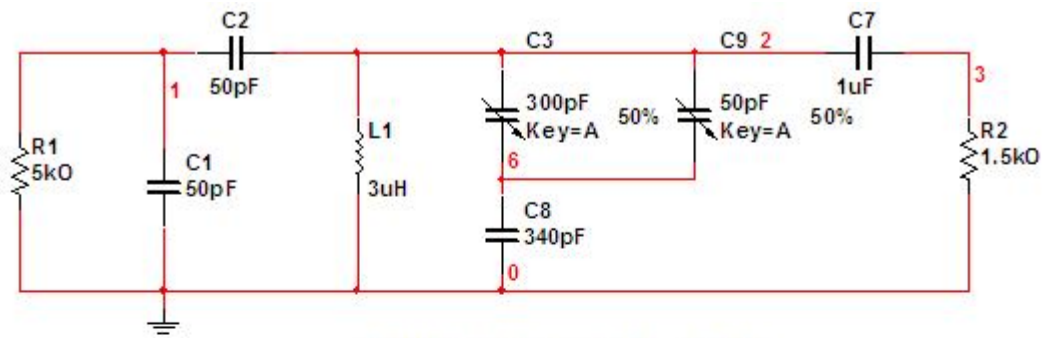 C2
50pF
1
R1
5kO
C1
50pF
L1
3uH
C3
300pF
Key=A
50%
6
C8
340pF
0
C9
2
50pF
Key=A
50%
C7
1uF
3
R2
1.5kO